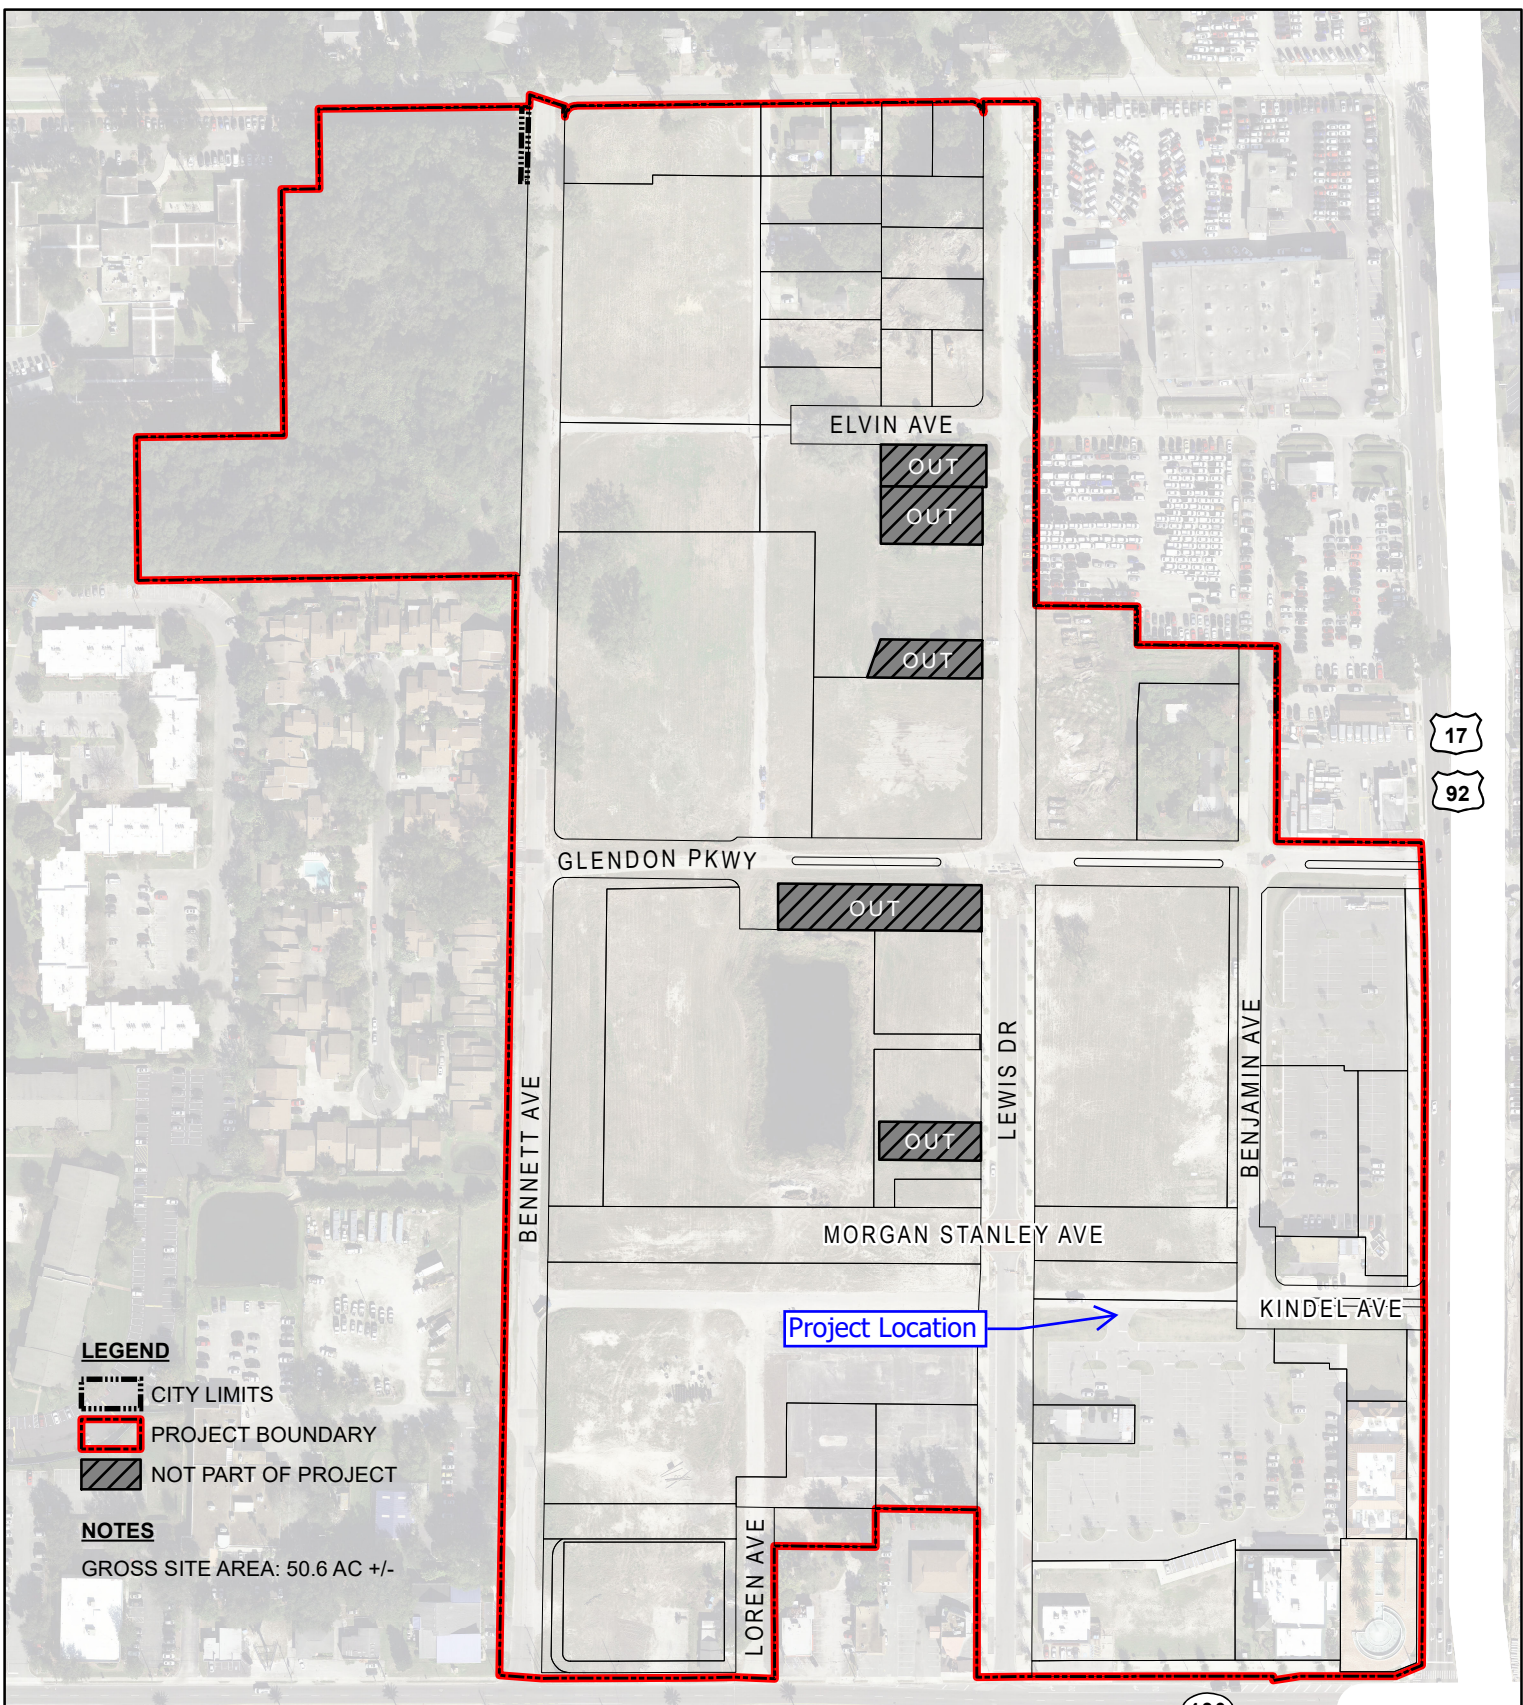 ELVIN AVE
OUT
OUT
OUT
17
92
GLENDON PKWY
OUT
LEWIS DR
BENJAMIN AVE
BENNETT AVE
OUT
MORGAN STANLEY AVE
KINDEL AVE
Project Location
LEGEND
CITY LIMITS
PROJECT BOUNDARY
NOT PART OF PROJECT
NOTES
GROSS SITE AREA: 50.6 AC +/-
LOREN AVE